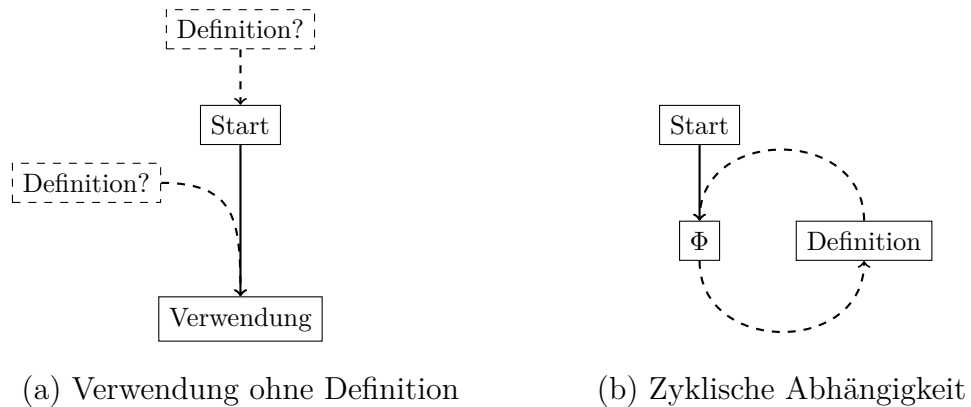 Definition?
Start
Definition?
Verwendung
(a) Verwendung ohne Definition
Start
Φ
Definition
(b) Zyklische Abhängigkeit